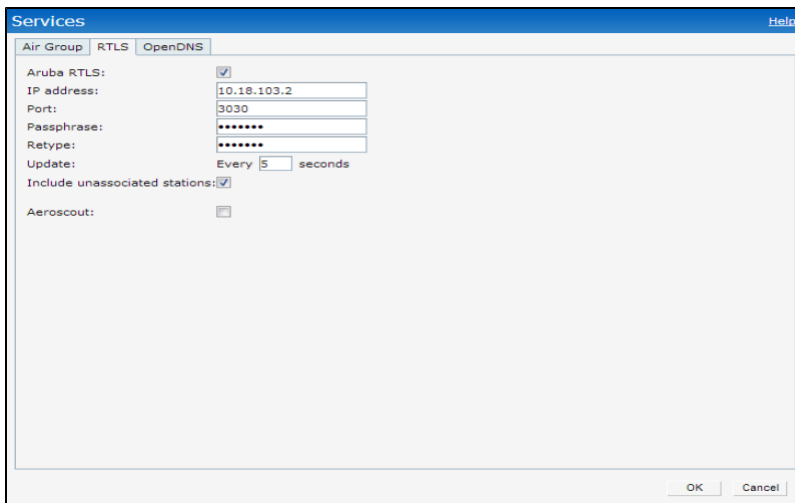 Services Help
Air Group RTLS OpenDNS
Aruba RTLS:
IP address: 10.18.103.2
Port: 3030
Passphrase: •••••••
Retype: •••••••
Update: Every 5 seconds
Include unassociated stations:
Aeroscout:
OK Cancel